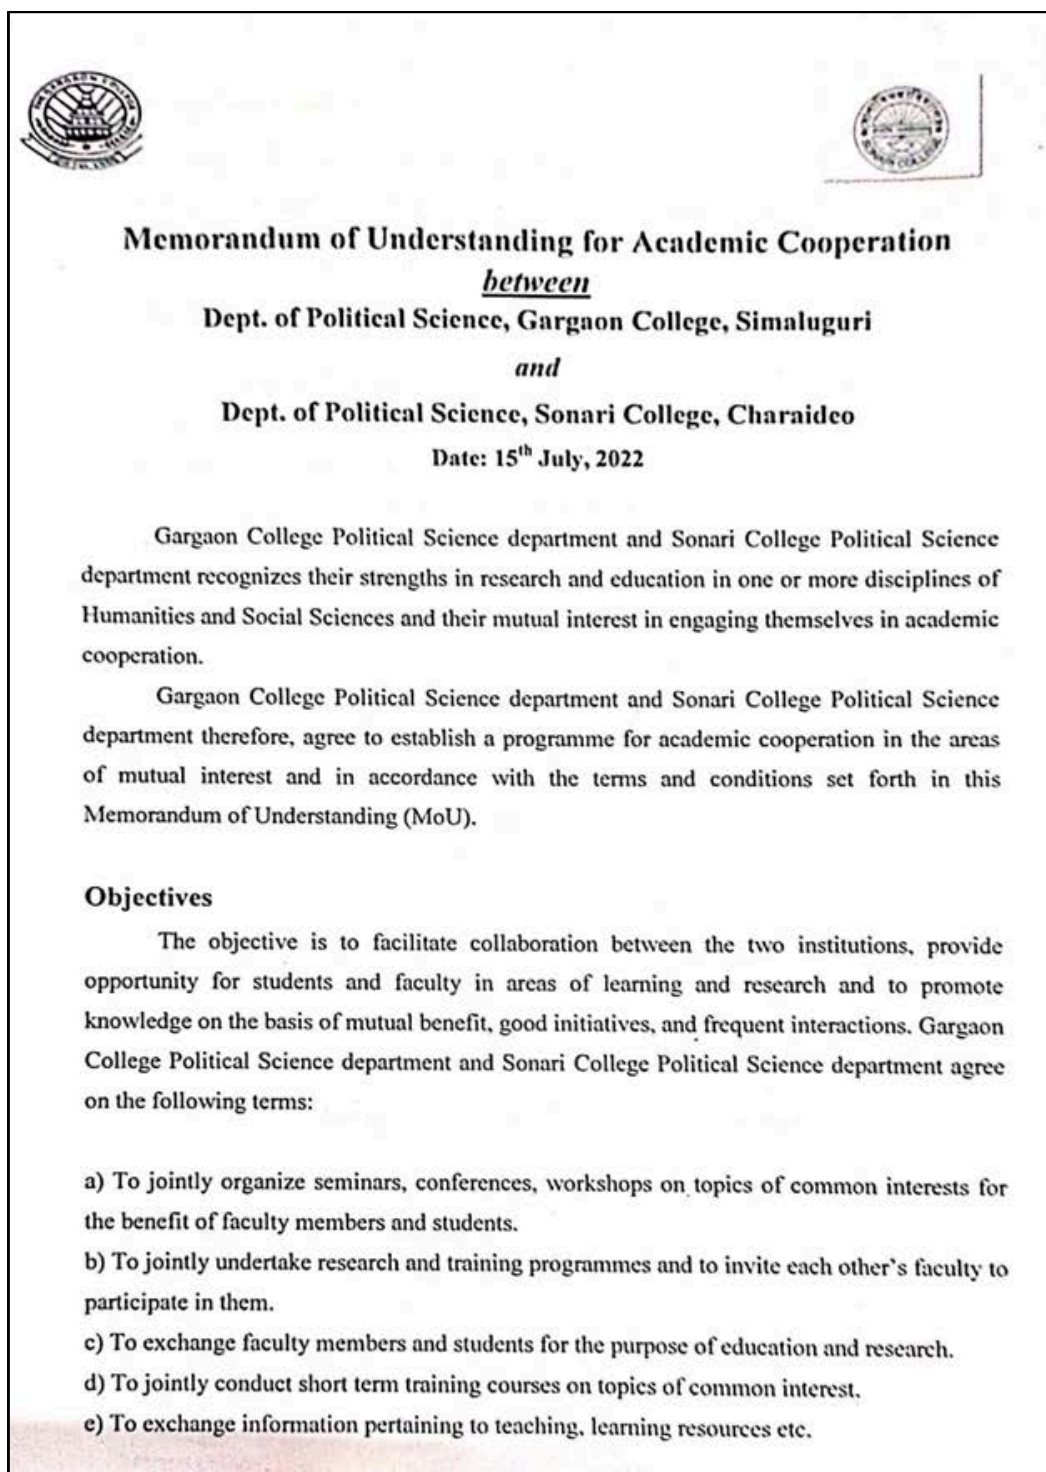 SONARI COLLEGE
Memorandum of Understanding for Academic Cooperation
between
Dept. of Political Science, Gargaon College, Simaluguri
and
Dept. of Political Science, Sonari College, Charaideo
Date: 15th July, 2022
Gargaon College Political Science department and Sonari College Political Science
department recognizes their strengths in research and education in one or more disciplines of
Humanities and Social Sciences and their mutual interest in engaging themselves in academic
cooperation.
Gargaon College Political Science department and Sonari College Political Science
department therefore, agree to establish a programme for academic cooperation in the areas
of mutual interest and in accordance with the terms and conditions set forth in this
Memorandum of Understanding (MoU).
Objectives
The objective is to facilitate collaboration between the two institutions, provide
opportunity for students and faculty in areas of learning and research and to promote
knowledge on the basis of mutual benefit, good initiatives, and frequent interactions. Gargaon
College Political Science department and Sonari College Political Science department agree
on the following terms:
a) To jointly organize seminars, conferences, workshops on topics of common interests for
the benefit of faculty members and students.
b) To jointly undertake research and training programmes and to invite each other's faculty to
participate in them.
c) To exchange faculty members and students for the purpose of education and research.
d) To jointly conduct short term training courses on topics of common interest.
e) To exchange information pertaining to teaching, learning resources etc.